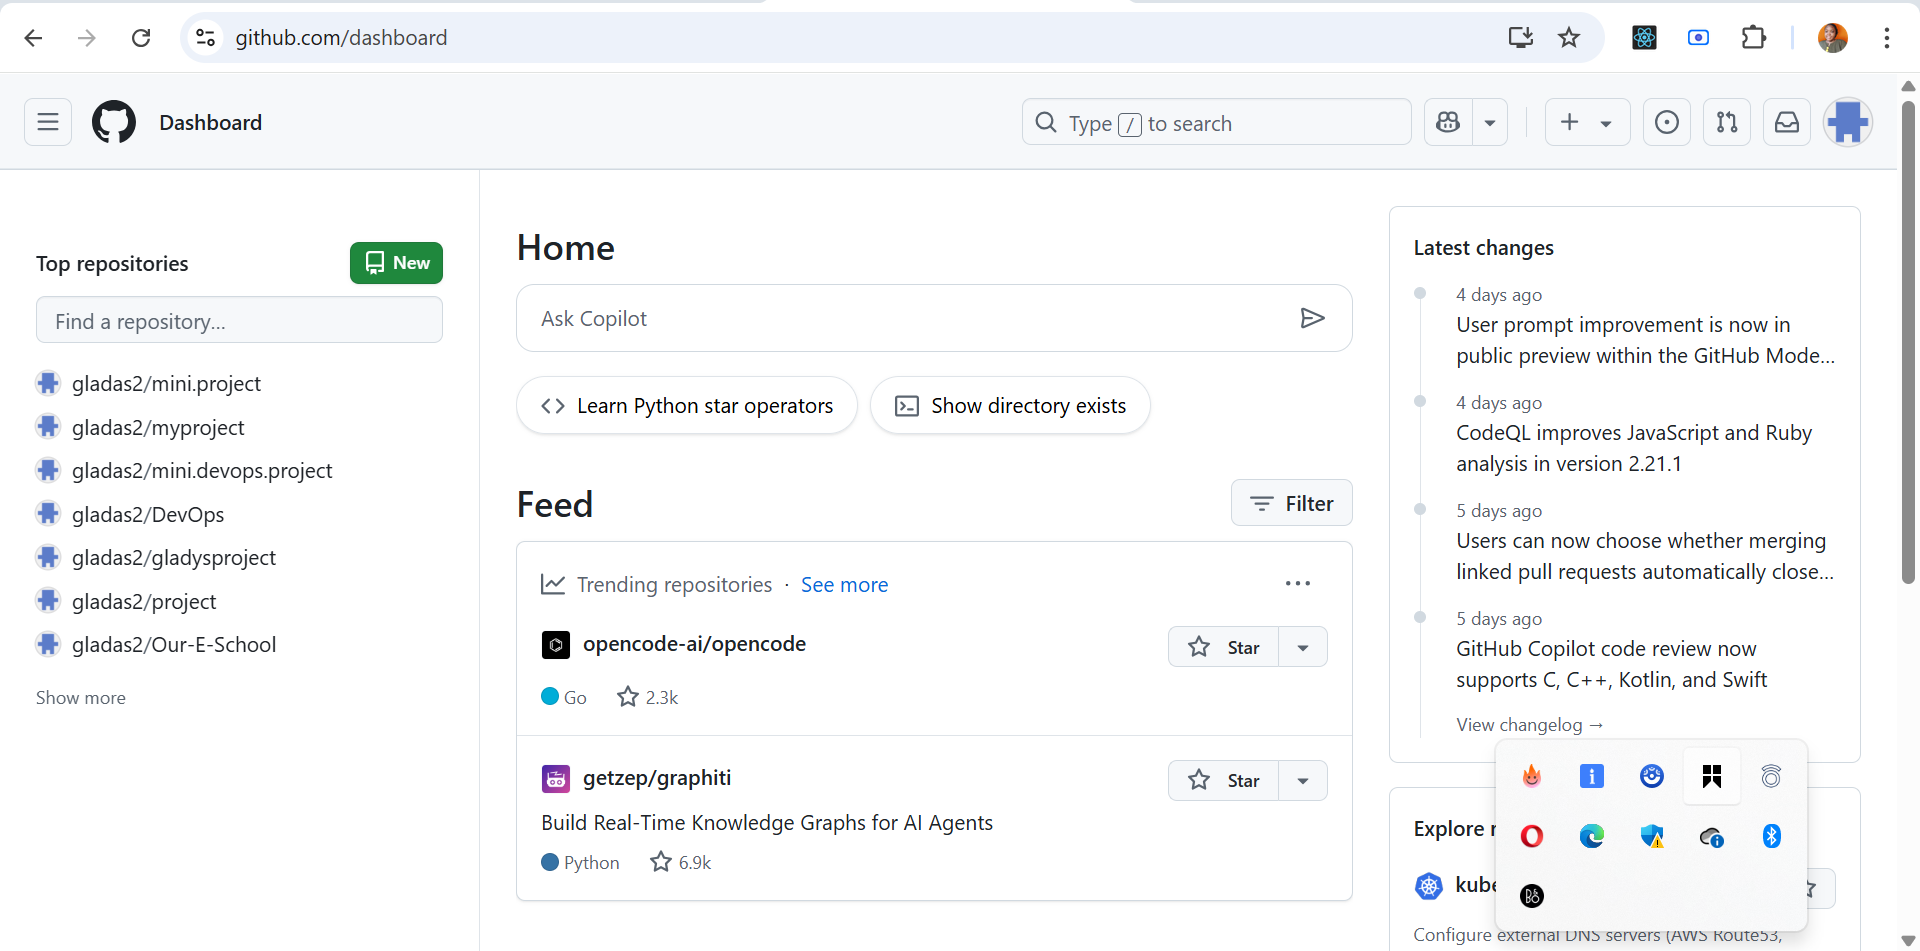 github.com/dashboard
Dashboard
Type / to search
Top repositories
New
Find a repository...
gladas2/mini.project
gladas2/myproject
gladas2/mini.devops.project
gladas2/DevOps
gladas2/gladysproject
gladas2/project
gladas2/Our-E-School
Show more
Home
Ask Copilot
Learn Python star operators
Show directory exists
Feed
Filter
Trending repositories · See more
opencode-ai/opencode
Star
Go
2.3k
getzep/graphiti
Star
Build Real-Time Knowledge Graphs for AI Agents
Python
6.9k
Latest changes
4 days ago
User prompt improvement is now in
public preview within the GitHub Mode...
4 days ago
CodeQL improves JavaScript and Ruby
analysis in version 2.21.1
5 days ago
Users can now choose whether merging
linked pull requests automatically close...
5 days ago
GitHub Copilot code review now
supports C, C++, Kotlin, and Swift
View changelog →
Explore r
kube
Configure external DNS servers (AWS Route53,